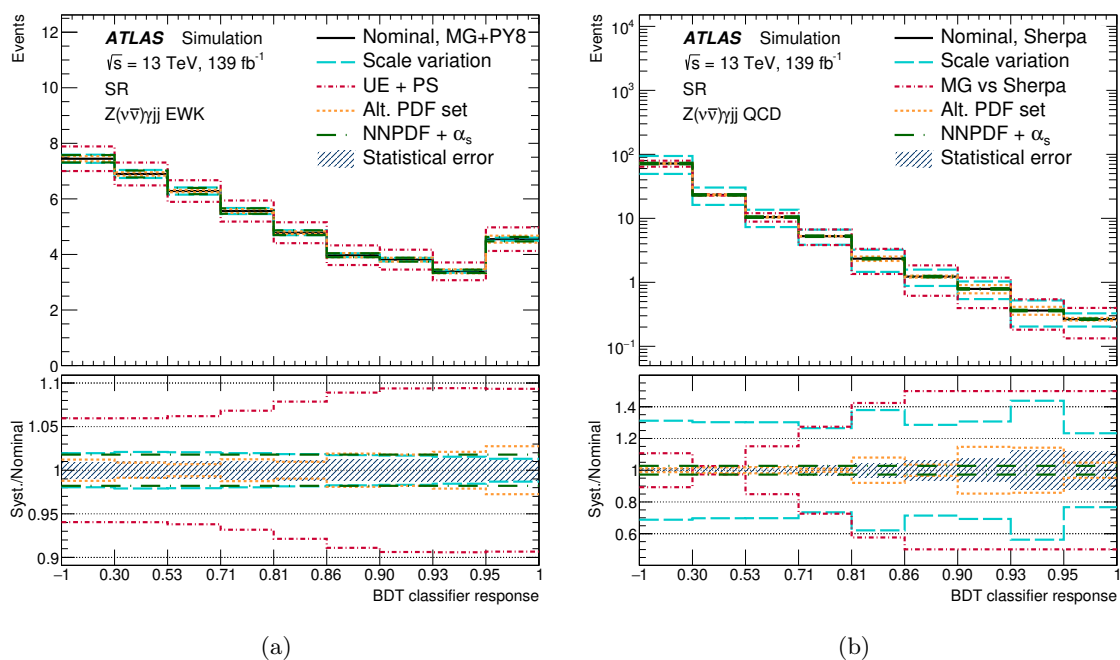 Events
12
10
8
6
4
2
0
ATLAS Simulation
√s = 13 TeV, 139 fb⁻¹
SR
Z(νν̅)γjj EWK
Nominal, MG+PY8
Scale variation
UE + PS
Alt. PDF set
NNPDF + αₛ
Statistical error
Syst./Nominal
1.1
1.05
1
0.95
0.9
−1 0.30 0.53 0.71 0.81 0.86 0.90 0.93 0.95 1
BDT classifier response
(a)
Events
10⁴
10³
10²
10
1
10⁻¹
ATLAS Simulation
√s = 13 TeV, 139 fb⁻¹
SR
Z(νν̅)γjj QCD
Nominal, Sherpa
Scale variation
MG vs Sherpa
Alt. PDF set
NNPDF + αₛ
Statistical error
Syst./Nominal
1.4
1.2
1.0
0.8
0.6
−1 0.30 0.53 0.71 0.81 0.86 0.90 0.93 0.95 1
BDT classifier response
(b)